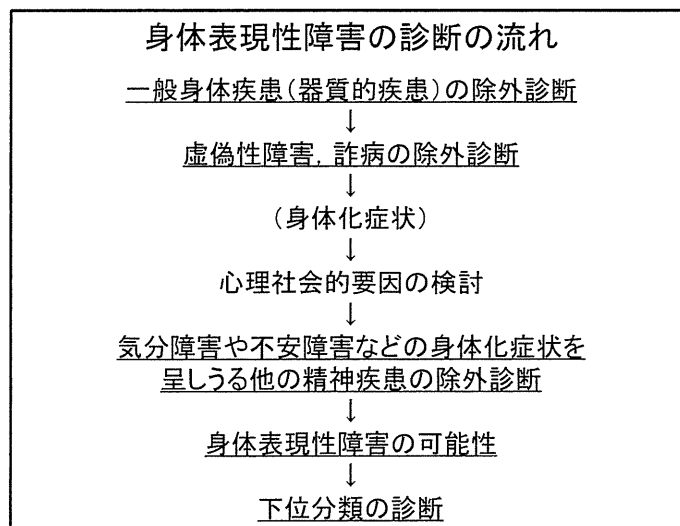 身体表現性障害の診断の流れ
一般身体疾患(器質的疾患)の除外診断
↓
虚偽性障害, 詐病の除外診断
↓
(身体化症状)
↓
心理社会的要因の検討
↓
気分障害や不安障害などの身体化症状を
呈しうる他の精神疾患の除外診断
↓
身体表現性障害の可能性
↓
下位分類の診断